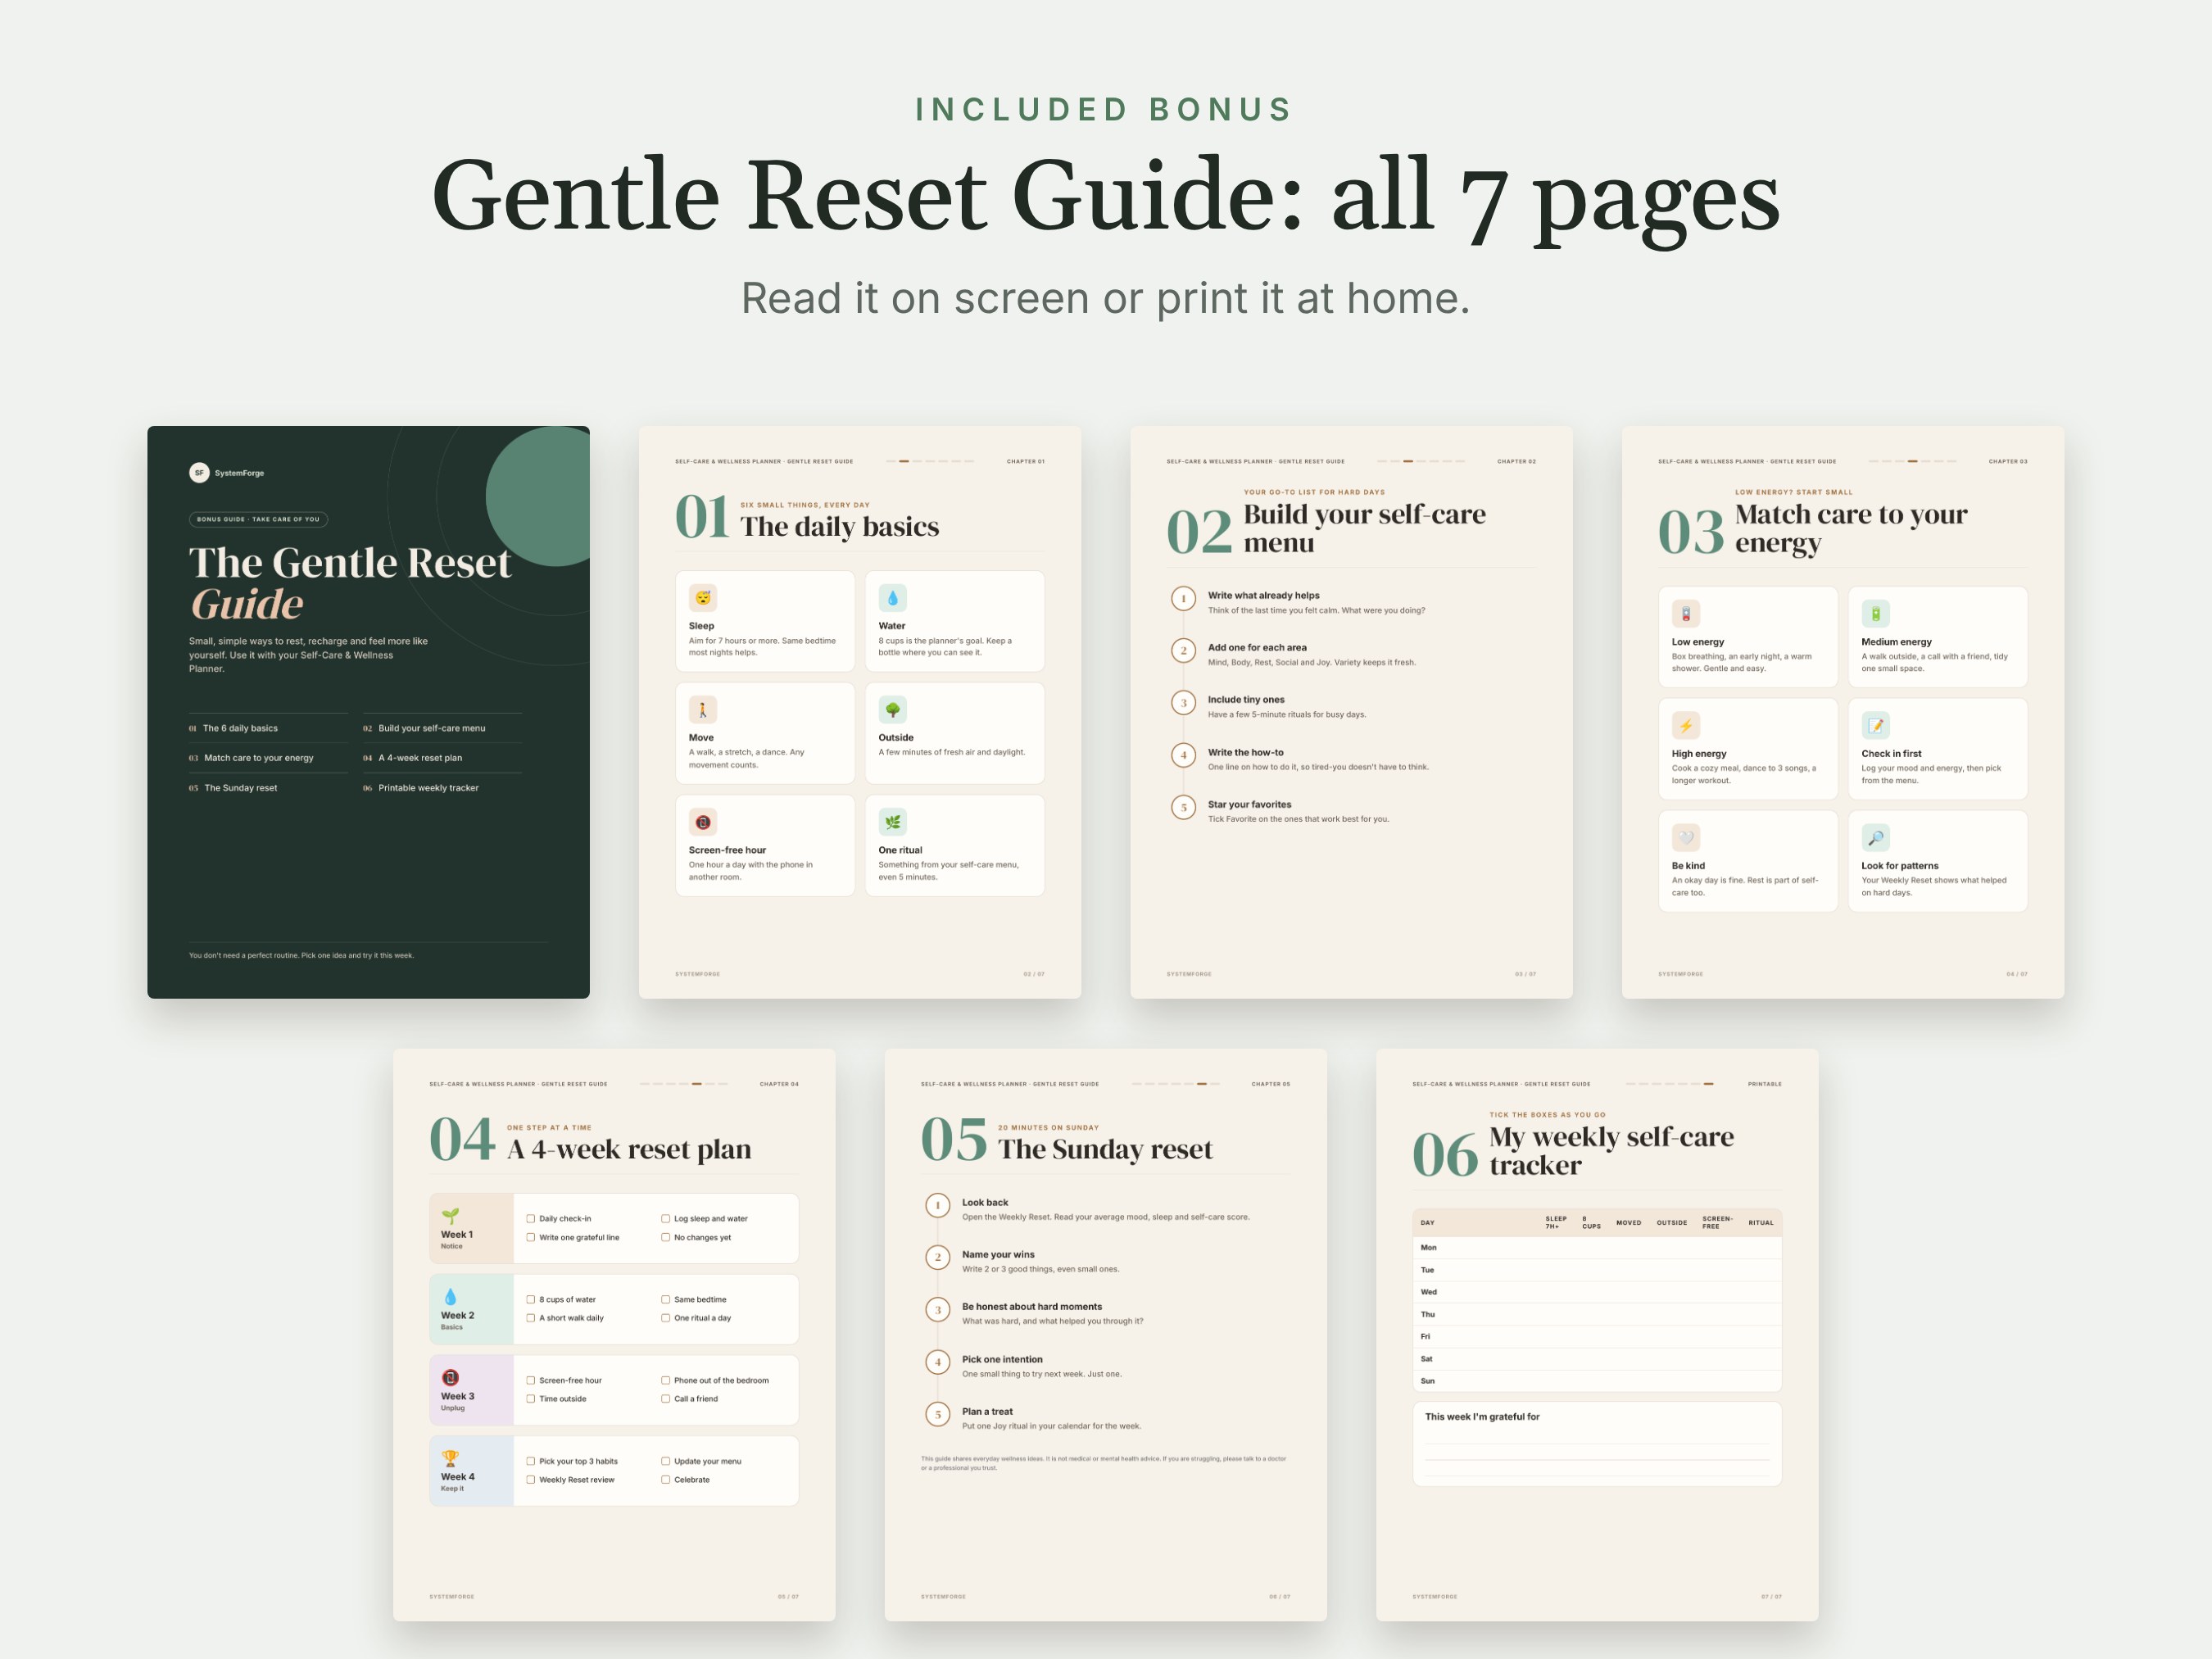 INCLUDED BONUS
Gentle Reset Guide: all 7 pages
Read it on screen or print it at home.
SF SystemForge
BONUS GUIDE · TAKE CARE OF YOU
The Gentle Reset
Guide
Small, simple ways to rest, recharge and feel more like
yourself. Use it with your Self-Care & Wellness
Planner.
01 The 6 daily basics
02 Build your self-care menu
03 Match care to your energy
04 A 4-week reset plan
05 The Sunday reset
06 Printable weekly tracker
You don't need a perfect routine. Pick one idea and try it this week.
SELF-CARE & WELLNESS PLANNER · GENTLE RESET GUIDE
CHAPTER 01
01
SIX SMALL THINGS, EVERY DAY
The daily basics
Sleep
Aim for 7 hours or more. Same bedtime
most nights helps.
Water
8 cups is the planner's goal. Keep a
bottle where you can see it.
Move
A walk, a stretch, a dance. Any
movement counts.
Outside
A few minutes of fresh air and daylight.
Screen-free hour
One hour a day with the phone in
another room.
One ritual
Something from your self-care menu,
even 5 minutes.
SYSTEMFORGE
02 / 07
SELF-CARE & WELLNESS PLANNER · GENTLE RESET GUIDE
CHAPTER 02
02
YOUR GO-TO LIST FOR HARD DAYS
Build your self-care
menu
1
Write what already helps
Think of the last time you felt calm. What were you doing?
2
Add one for each area
Mind, Body, Rest, Social and Joy. Variety keeps it fresh.
3
Include tiny ones
Have a few 5-minute rituals for busy days.
4
Write the how-to
One line on how to do it, so tired-you doesn't have to think.
5
Star your favorites
Tick Favorite on the ones that work best for you.
SYSTEMFORGE
03 / 07
SELF-CARE & WELLNESS PLANNER · GENTLE RESET GUIDE
CHAPTER 03
03
LOW ENERGY? START SMALL
Match care to your
energy
Low energy
Box breathing, an early night, a warm
shower. Gentle and easy.
Medium energy
A walk outside, a call with a friend, tidy
one small space.
High energy
Cook a cozy meal, dance to 3 songs, a
longer workout.
Check in first
Log your mood and energy, then pick
from the menu.
Be kind
An okay day is fine. Rest is part of self-
care too.
Look for patterns
Your Weekly Reset shows what helped
on hard days.
SYSTEMFORGE
04 / 07
SELF-CARE & WELLNESS PLANNER · GENTLE RESET GUIDE
CHAPTER 04
04
ONE STEP AT A TIME
A 4-week reset plan
Week 1
Notice
Daily check-in
Log sleep and water
Write one grateful line
No changes yet
Week 2
Basics
8 cups of water
Same bedtime
A short walk daily
One ritual a day
Week 3
Unplug
Screen-free hour
Phone out of the bedroom
Time outside
Call a friend
Week 4
Keep it
Pick your top 3 habits
Update your menu
Weekly Reset review
Celebrate
SYSTEMFORGE
05 / 07
SELF-CARE & WELLNESS PLANNER · GENTLE RESET GUIDE
CHAPTER 05
05
20 MINUTES ON SUNDAY
The Sunday reset
1
Look back
Open the Weekly Reset. Read your average mood, sleep and self-care score.
2
Name your wins
Write 2 or 3 good things, even small ones.
3
Be honest about hard moments
What was hard, and what helped you through it?
4
Pick one intention
One small thing to try next week. Just one.
5
Plan a treat
Put one Joy ritual in your calendar for the week.
This guide shares everyday wellness ideas. It is not medical or mental health advice. If you are struggling, please talk to a doctor
or a professional you trust.
SYSTEMFORGE
06 / 07
SELF-CARE & WELLNESS PLANNER · GENTLE RESET GUIDE
PRINTABLE
06
TICK THE BOXES AS YOU GO
My weekly self-care
tracker
DAY
SLEEP
7H+
8
CUPS
MOVED
OUTSIDE
SCREEN-
FREE
RITUAL
Mon
Tue
Wed
Thu
Fri
Sat
Sun
This week I'm grateful for
SYSTEMFORGE
07 / 07